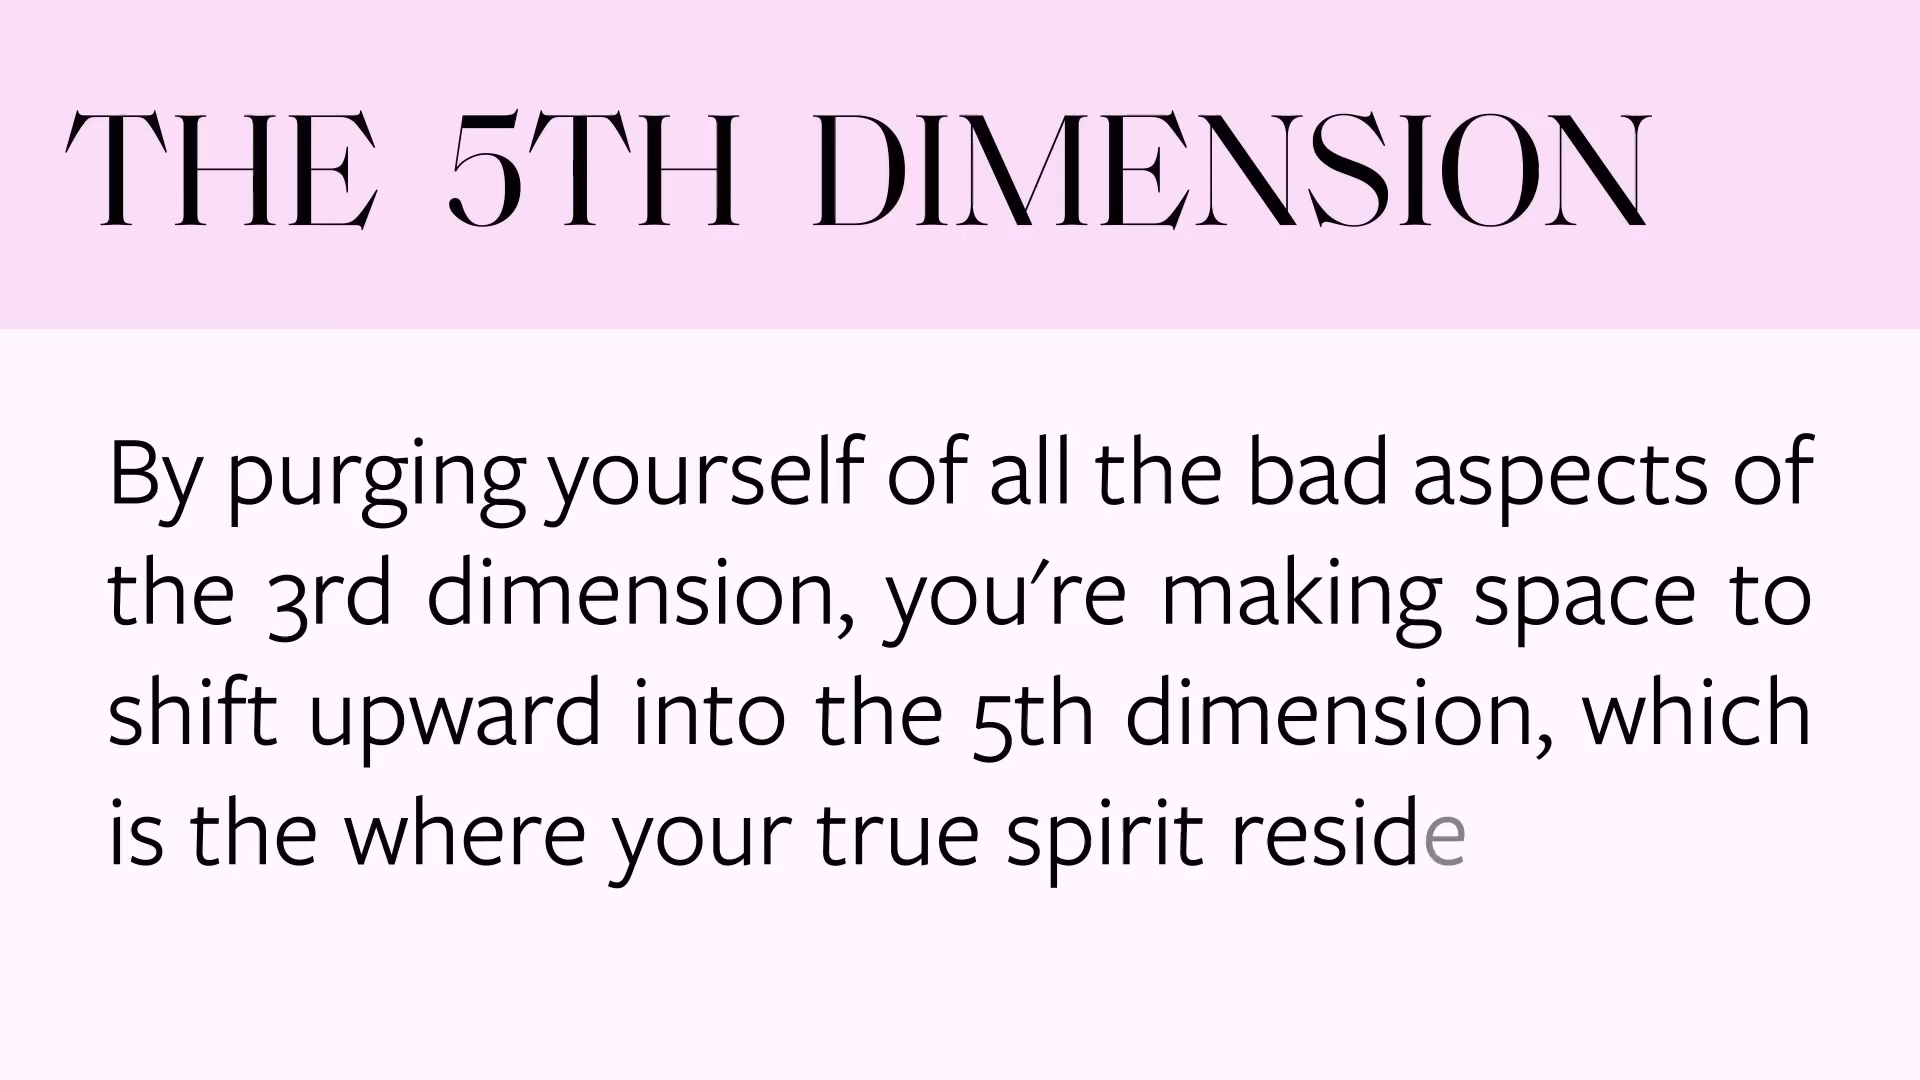 THE 5TH DIMENSION
By purging yourself of all the bad aspects of
the 3rd dimension, you're making space to
shift upward into the 5th dimension, which
is the where your true spirit reside